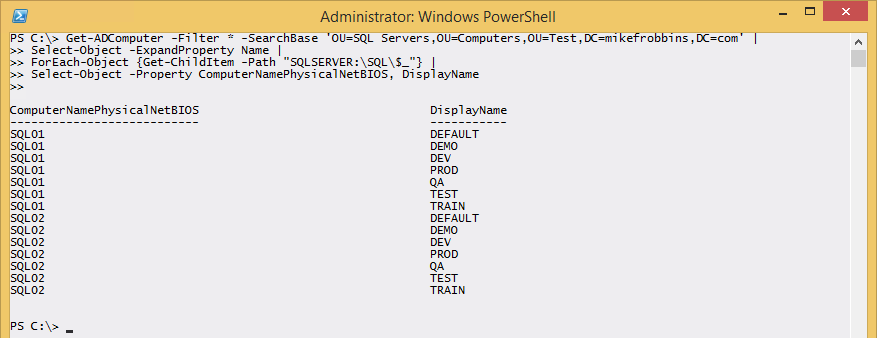 Administrator: Windows PowerShell
PS C:\> Get-ADComputer -Filter * -SearchBase 'OU=SQL Servers,OU=Computers,OU=Test,DC=mikefrobbins,DC=com' |
>> Select-Object -ExpandProperty Name |
>> ForEach-Object {Get-ChildItem -Path "SQLSERVER:\SQL\$_"} |
>> Select-Object -Property ComputerNamePhysicalNetBIOS, DisplayName
>>
ComputerNamePhysicalNetBIOS DisplayName
--------------------------- -----------
SQL01 DEFAULT
SQL01 DEMO
SQL01 DEV
SQL01 PROD
SQL01 QA
SQL01 TEST
SQL01 TRAIN
SQL02 DEFAULT
SQL02 DEMO
SQL02 DEV
SQL02 PROD
SQL02 QA
SQL02 TEST
SQL02 TRAIN
PS C:\> _